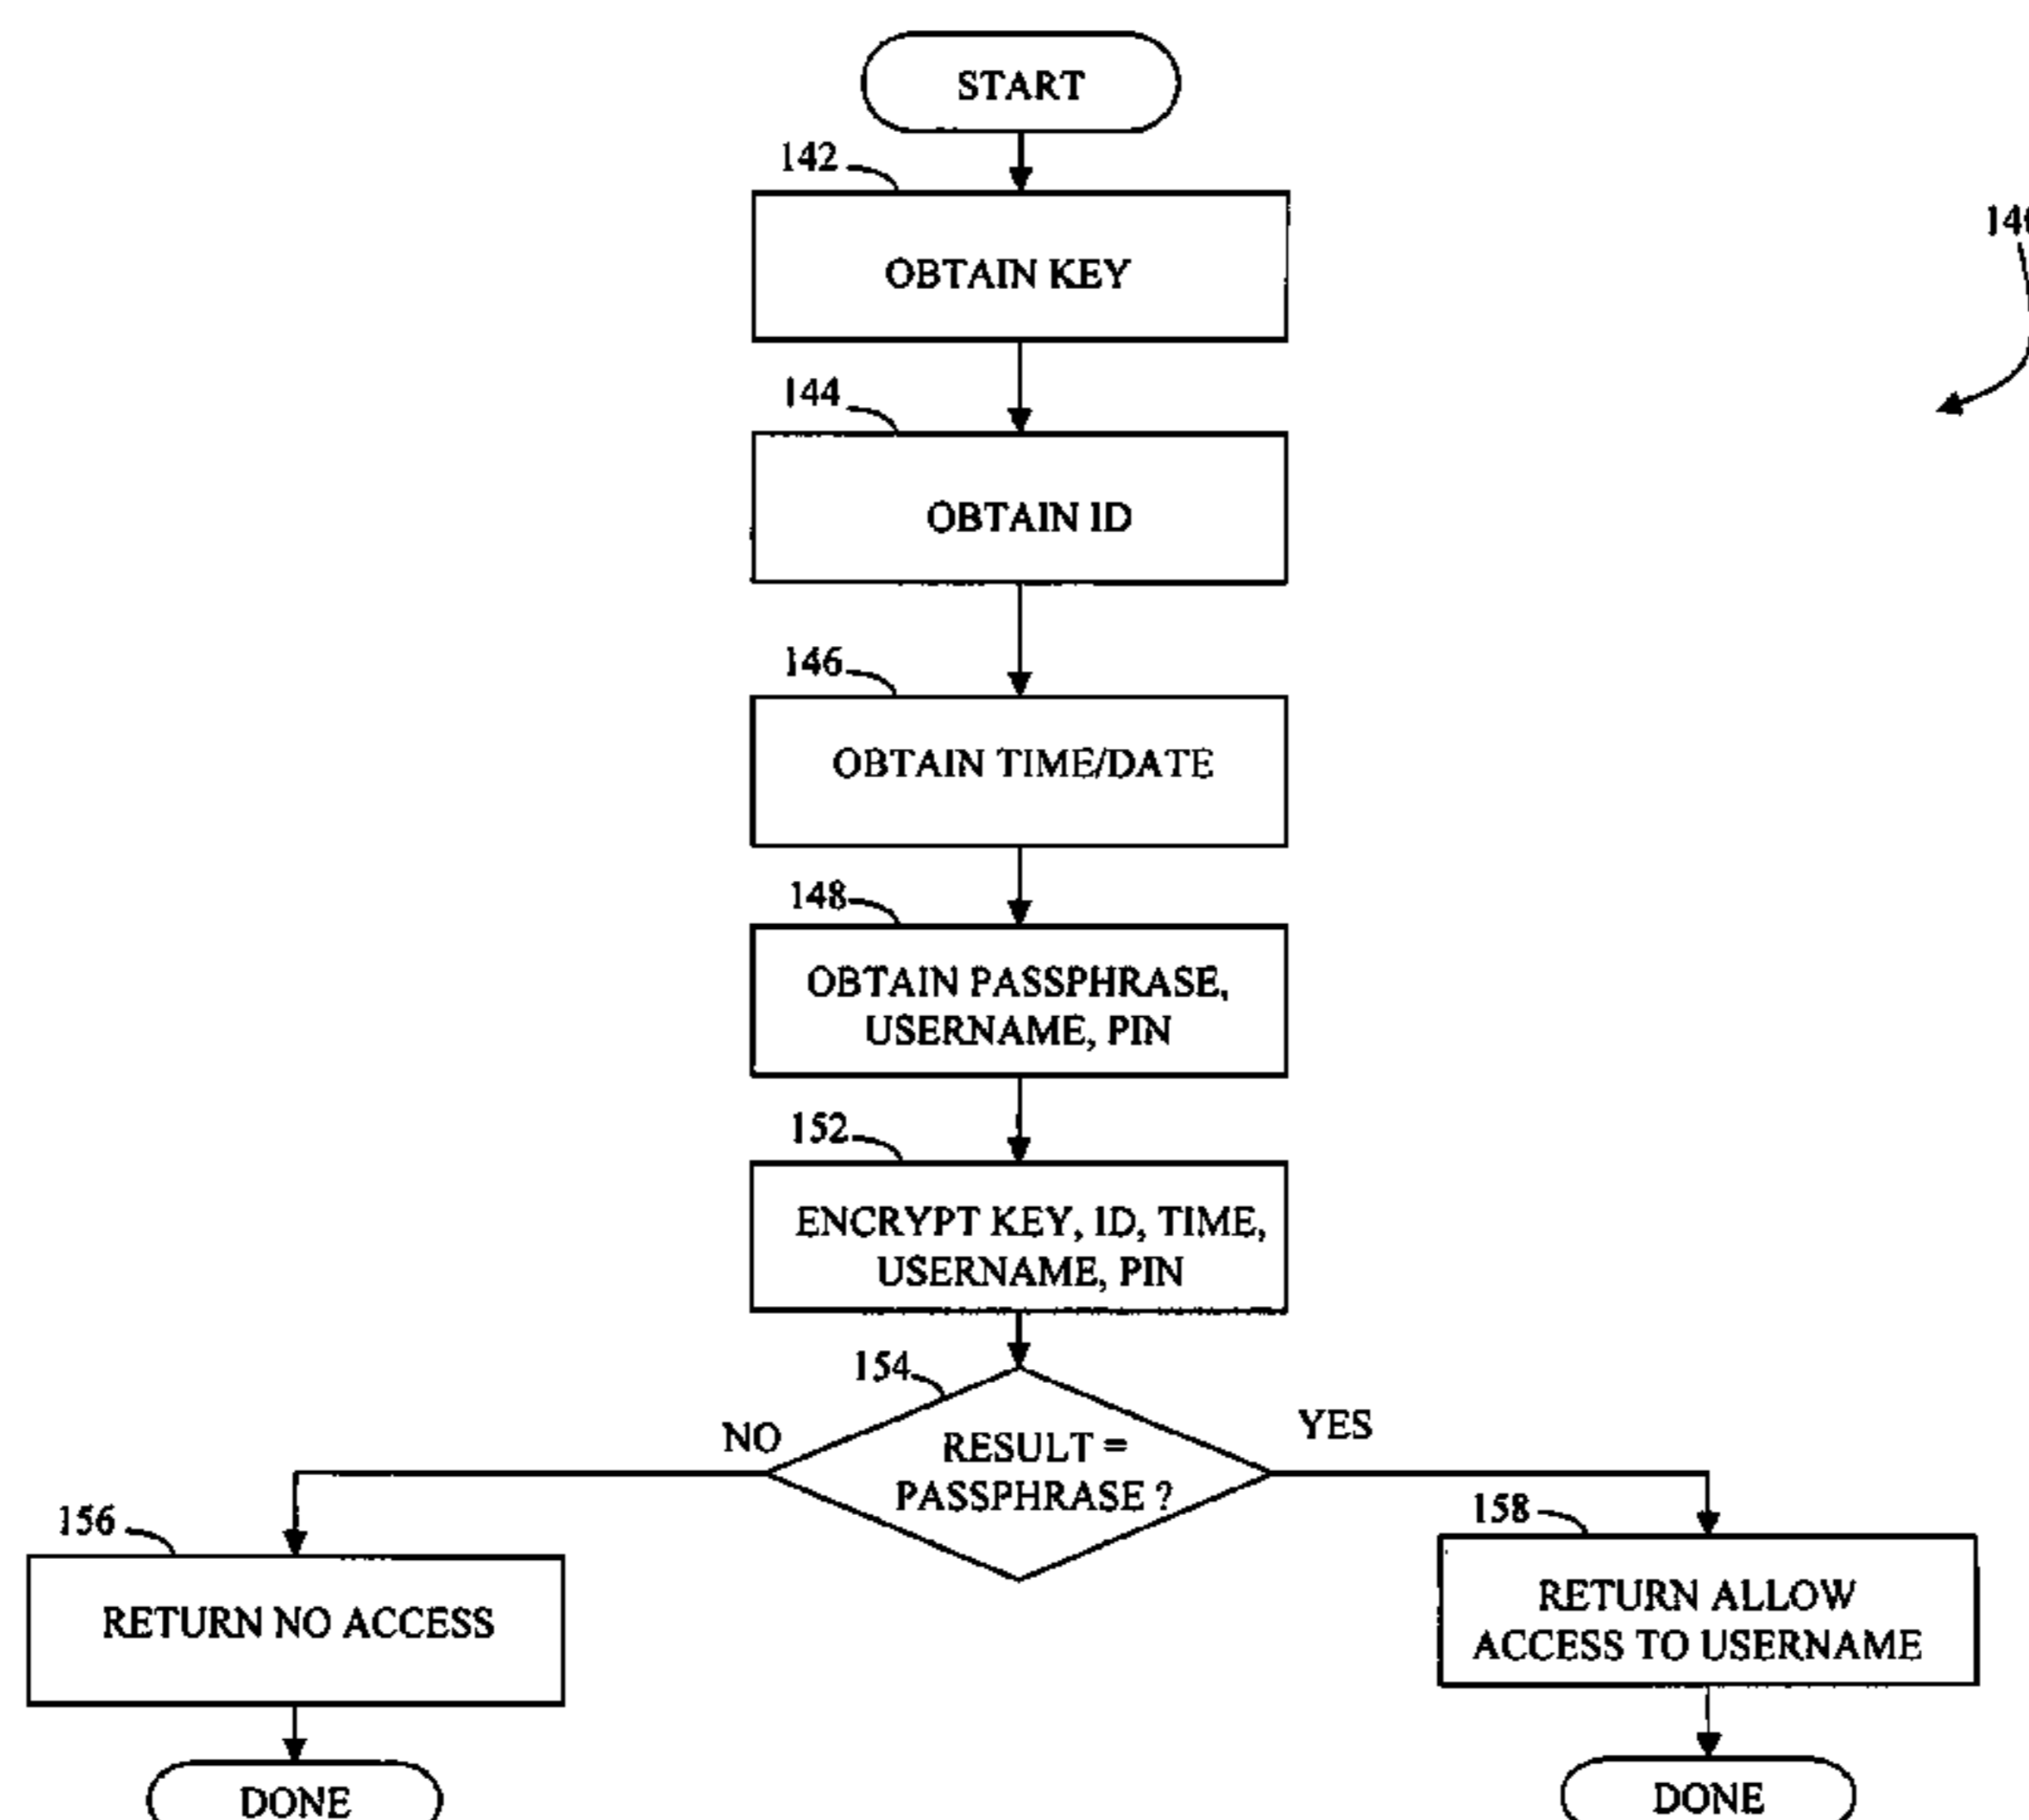 START
142
OBTAIN KEY
144
OBTAIN ID
146
OBTAIN TIME/DATE
148
OBTAIN PASSPHRASE,
USERNAME, PIN
152
ENCRYPT KEY, ID, TIME,
USERNAME, PIN
154
RESULT =
PASSPHRASE ?
NO
YES
156
RETURN NO ACCESS
158
RETURN ALLOW
ACCESS TO USERNAME
DONE
DONE